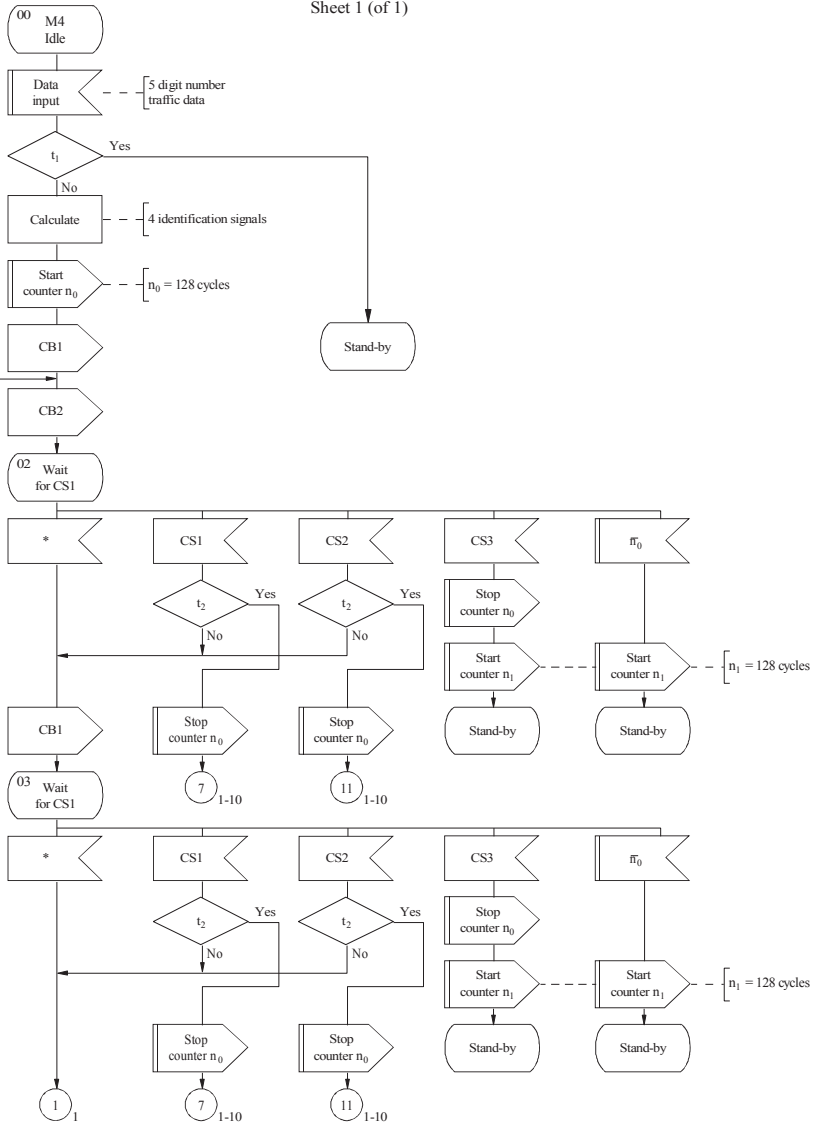 Sheet 1 (of 1)
00
M4
Idle
Data
input
5 digit number
traffic data
t1
Yes
No
Calculate
4 identification signals
Start
counter n0
n0 = 128 cycles
CB1
Stand-by
CB2
02
Wait
for CS1
*
CS1
CS2
CS3
n̅0
t2
Yes
No
t2
Yes
No
Stop
counter n0
Start
counter n1
Start
counter n1
n1 = 128 cycles
CB1
Stop
counter n0
Stop
counter n0
Stand-by
Stand-by
7
1-10
11
1-10
03
Wait
for CS1
*
CS1
CS2
CS3
n̅0
t2
Yes
No
t2
Yes
No
Stop
counter n0
Start
counter n1
Start
counter n1
n1 = 128 cycles
Stop
counter n0
Stop
counter n0
Stand-by
Stand-by
1
1
7
1-10
11
1-10